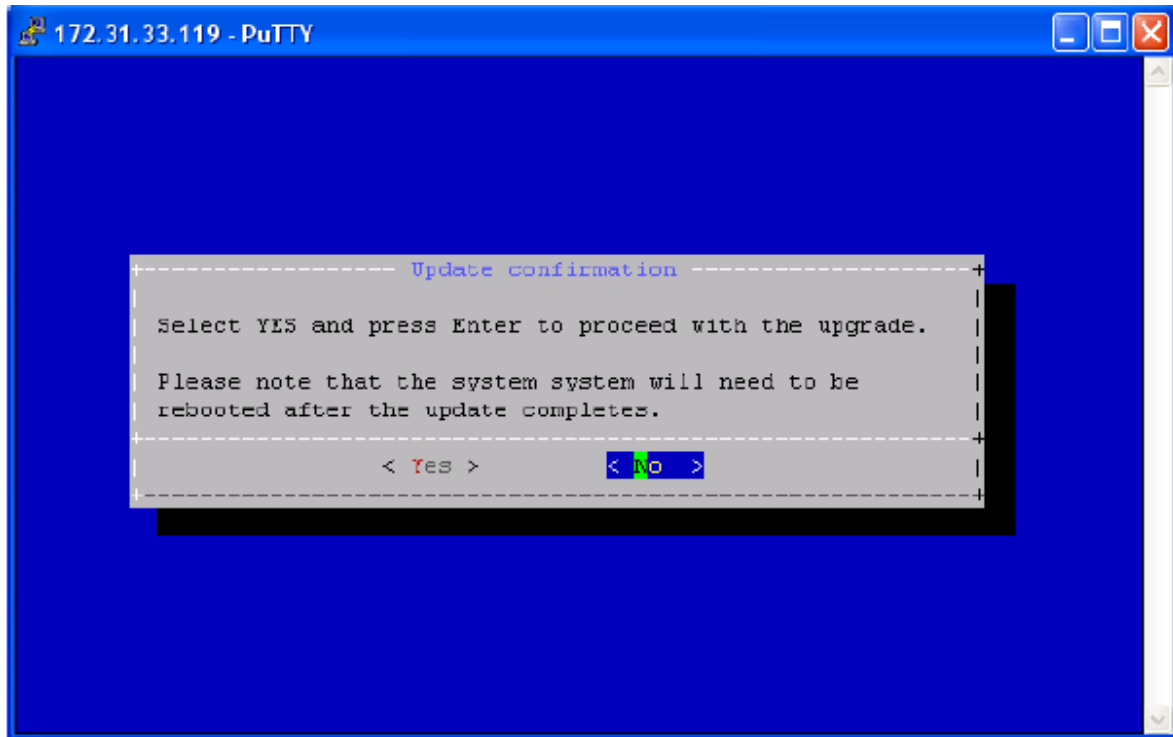 172.31.33.119 - PuTTY
Update confirmation
Select YES and press Enter to proceed with the upgrade.
Please note that the system system will need to be
rebooted after the update completes.
< Yes > < No >